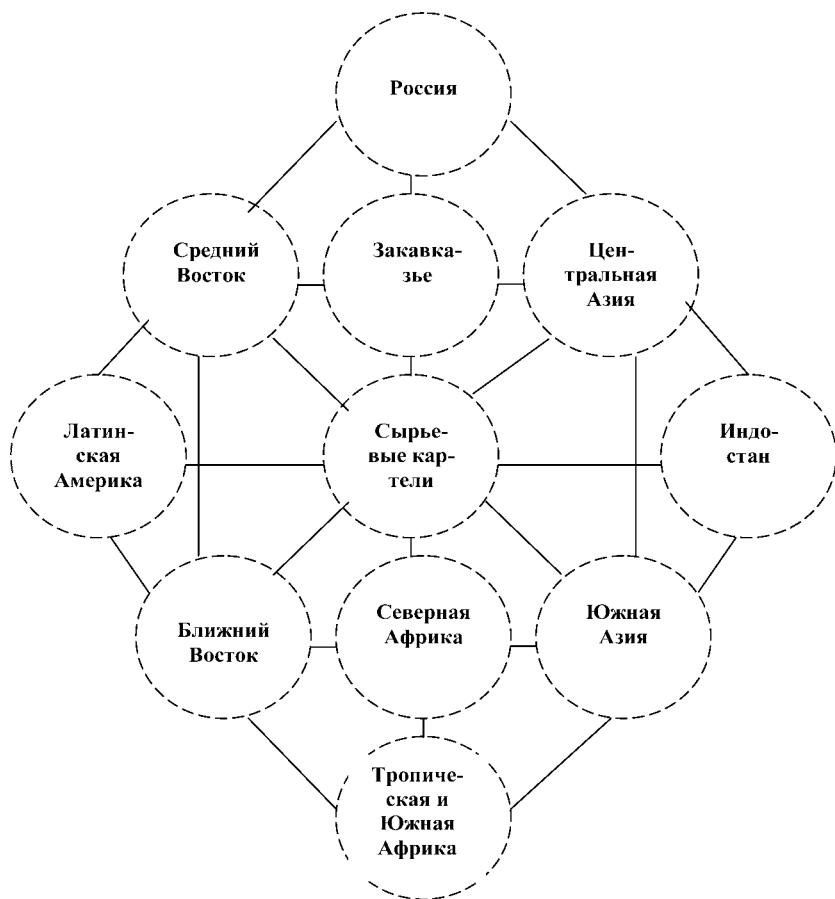 Россия
Средний
Восток
Закавка-
зье
Цен-
тральная
Азия
Латин-
ская
Америка
Сырье-
вые кар-
тели
Индо-
стан
Ближний
Восток
Северная
Африка
Южная
Азия
Тропиче-
ская и
Южная
Африка